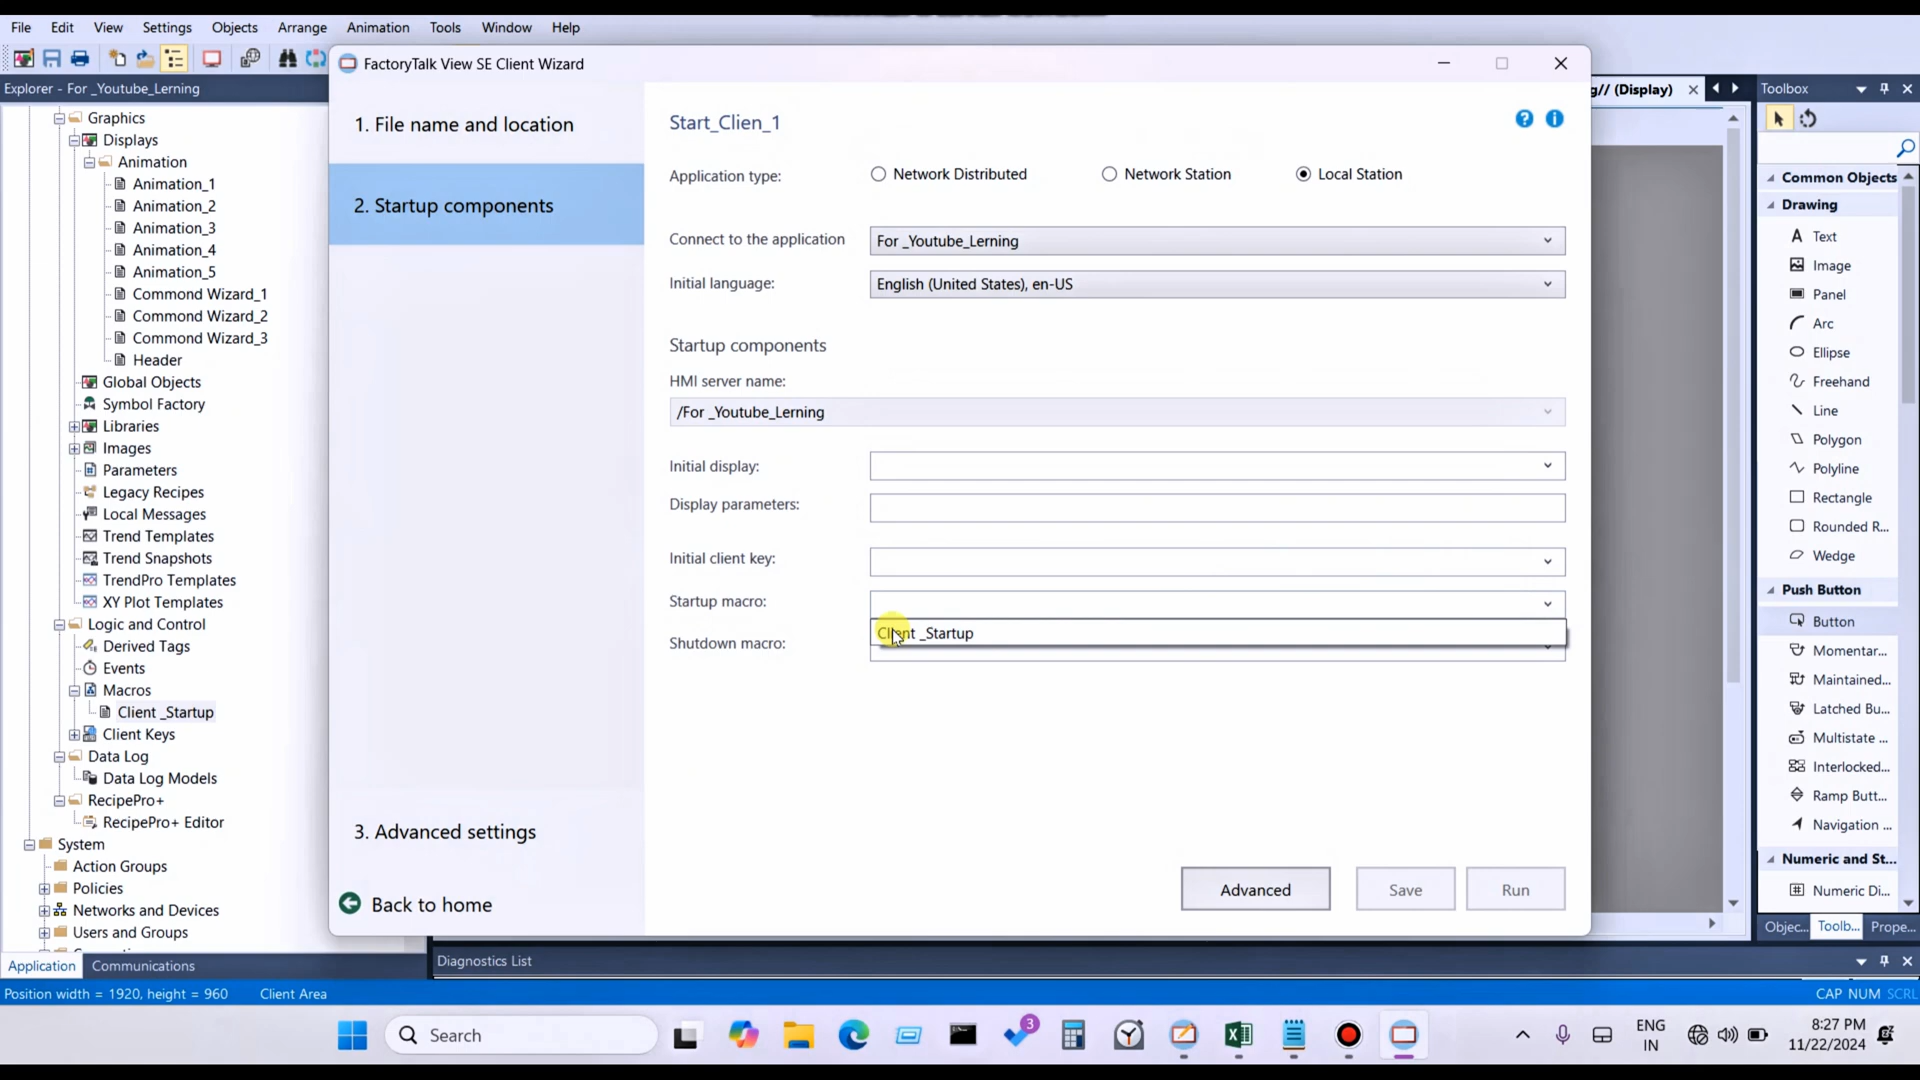 File Edit View Settings Objects Arrange Animation Tools Window Help
Explorer - For _Youtube_Lerning
Graphics
Displays
Animation
Animation_1
Animation_2
Animation_3
Animation_4
Animation_5
Commond Wizard_1
Commond Wizard_2
Commond Wizard_3
Header
Global Objects
Symbol Factory
Libraries
Images
Parameters
Legacy Recipes
Local Messages
Trend Templates
Trend Snapshots
TrendPro Templates
XY Plot Templates
Logic and Control
Derived Tags
Events
Macros
Client _Startup
Client Keys
Data Log
Data Log Models
RecipePro+
RecipePro+ Editor
System
Action Groups
Policies
Networks and Devices
Users and Groups
Application Communications
FactoryTalk View SE Client Wizard
1. File name and location
2. Startup components
3. Advanced settings
Back to home
Start_Clien_1
Application type: Network Distributed Network Station Local Station
Connect to the application For _Youtube_Lerning
Initial language: English (United States), en-US
Startup components
HMI server name:
/For _Youtube_Lerning
Initial display:
Display parameters:
Initial client key:
Startup macro:
Client _Startup
Shutdown macro:
Advanced Save Run
g// (Display)
Toolbox
Common Objects
Drawing
Text
Image
Panel
Arc
Ellipse
Freehand
Line
Polygon
Polyline
Rectangle
Rounded R...
Wedge
Push Button
Button
Momentar...
Maintained...
Latched Bu...
Multistate ...
Interlocked...
Ramp Butt...
Navigation ...
Numeric and St...
Numeric Di...
Objec... Toolb... Prope...
Diagnostics List
Position width = 1920, height = 960 Client Area
CAP NUM SCRL
Search
3
ENG
IN
8:27 PM
11/22/2024